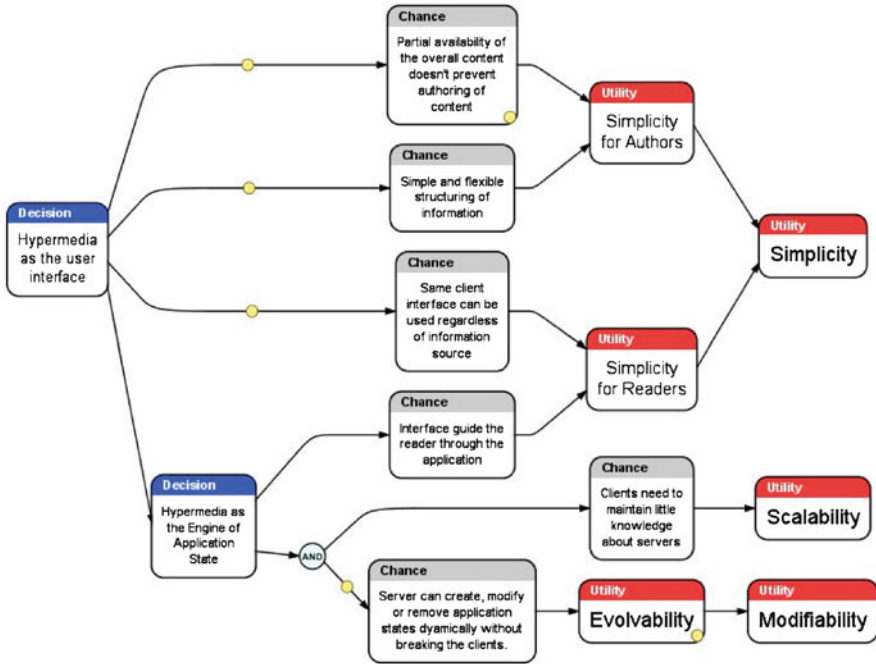 Chance
Partial availability of
the overall content
doesn't prevent
authoring of
content
Utility
Simplicity
for Authors
Chance
Simple and flexible
structuring of
information
Decision
Hypermedia
as the user
interface
Utility
Simplicity
Chance
Same client
interface can be
used regardless
of information
source
Utility
Simplicity
for Readers
Chance
Interface guide the
reader through the
application
Decision
Hypermedia as
the Engine of
Application
State
AND
Chance
Clients need to
maintain little
knowledge
about servers
Utility
Scalability
Chance
Server can create, modify
or remove application
states dyamically without
breaking the clients.
Utility
Evolvability
Utility
Modifiability